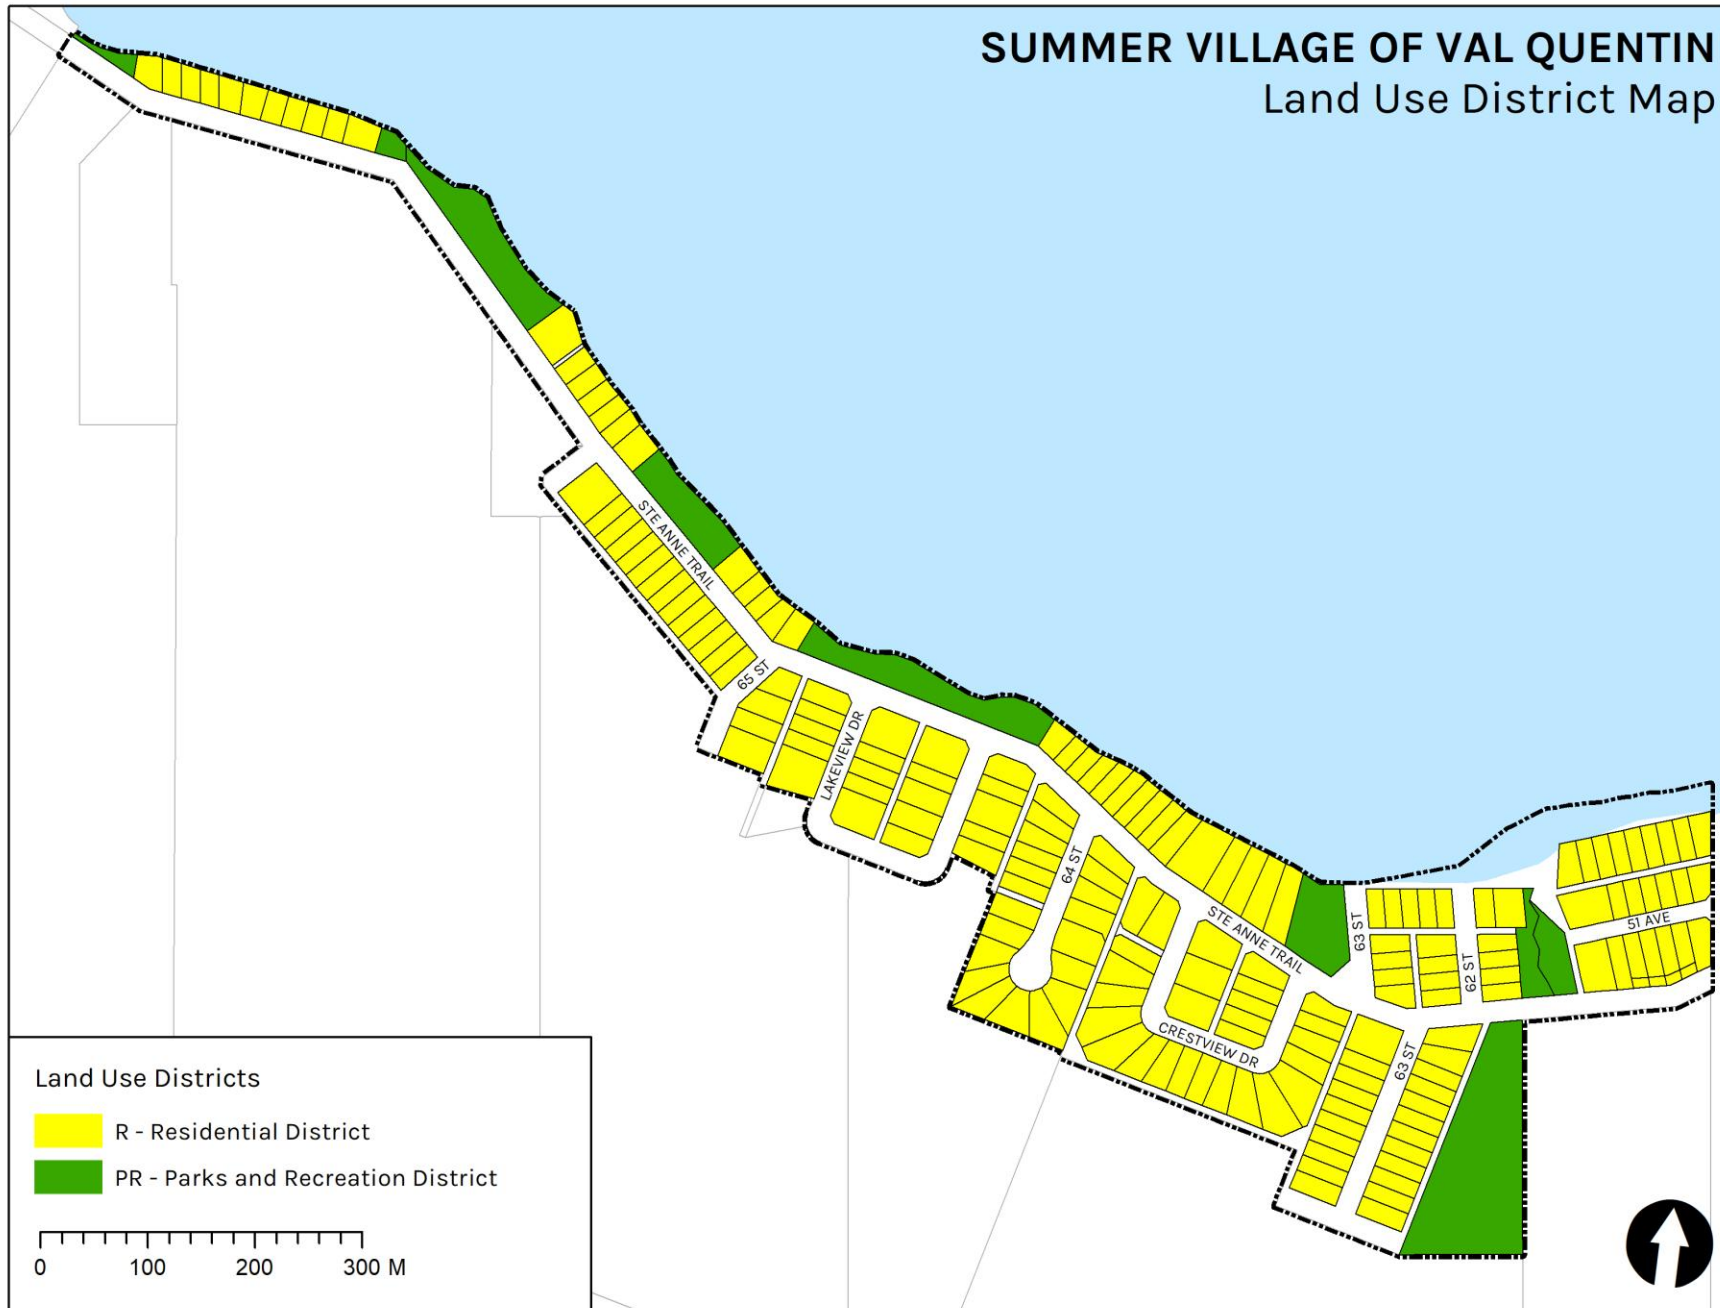 SUMMER VILLAGE OF VAL QUENTIN
Land Use District Map
STE ANNE TRAIL
65 ST
LAKEVIEW DR
64 ST
STE ANNE TRAIL
63 ST
62 ST
51 AVE
CRESTVIEW DR
63 ST
Land Use Districts
R - Residential District
PR - Parks and Recreation District
0 100 200 300 M